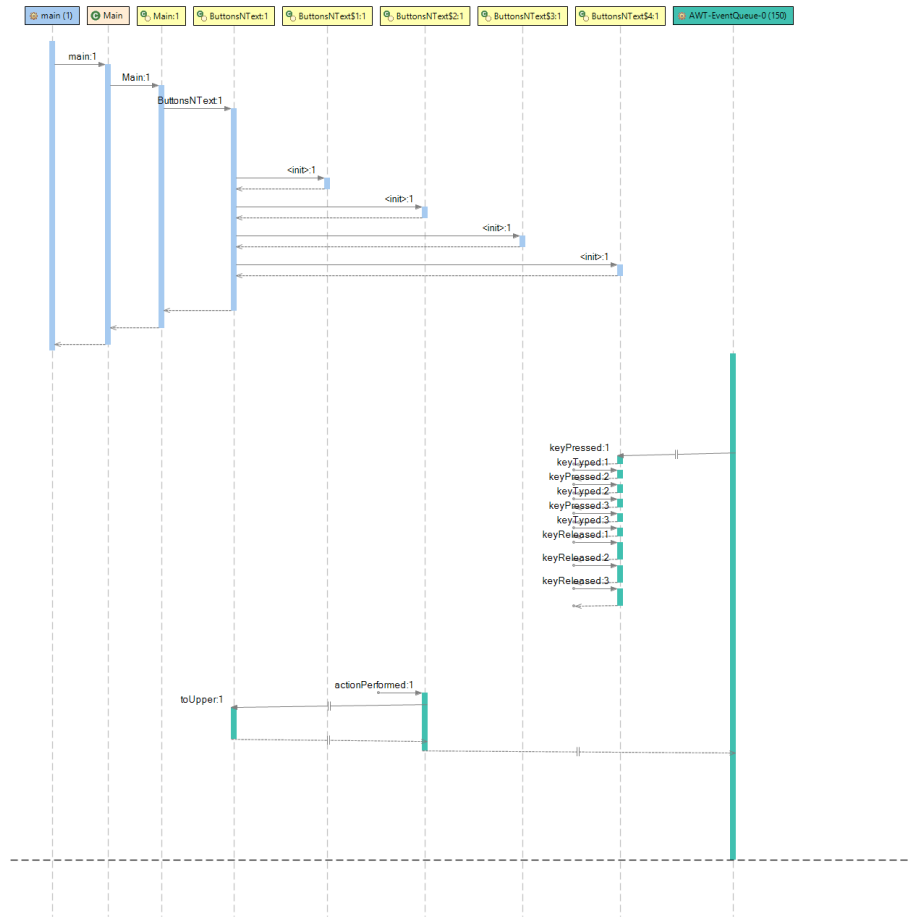 main (1)
Main
Main:1
ButtonsNText:1
ButtonsNText$1:1
ButtonsNText$2:1
ButtonsNText$3:1
ButtonsNText$4:1
AWT-EventQueue-0 (150)
main:1
Main:1
ButtonsNText:1
<init>:1
<init>:1
<init>:1
<init>:1
keyPressed:1
keyTyped:1
keyPressed:2
keyTyped:2
keyPressed:3
keyTyped:3
keyReleased:1
keyReleased:2
keyReleased:3
actionPerformed:1
toUpper:1